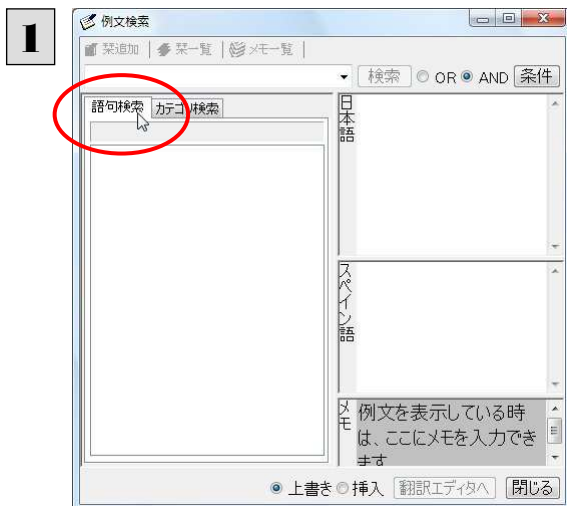 1
例文検索
栞追加 栞一覧 メモ一覧
検索 OR AND 条件
語句検索 カテゴリ検索
日本語
スペイン語
メモ
例文を表示している時
は、ここにメモを入力でき
ます
上書き 挿入 翻訳エディタへ 閉じる